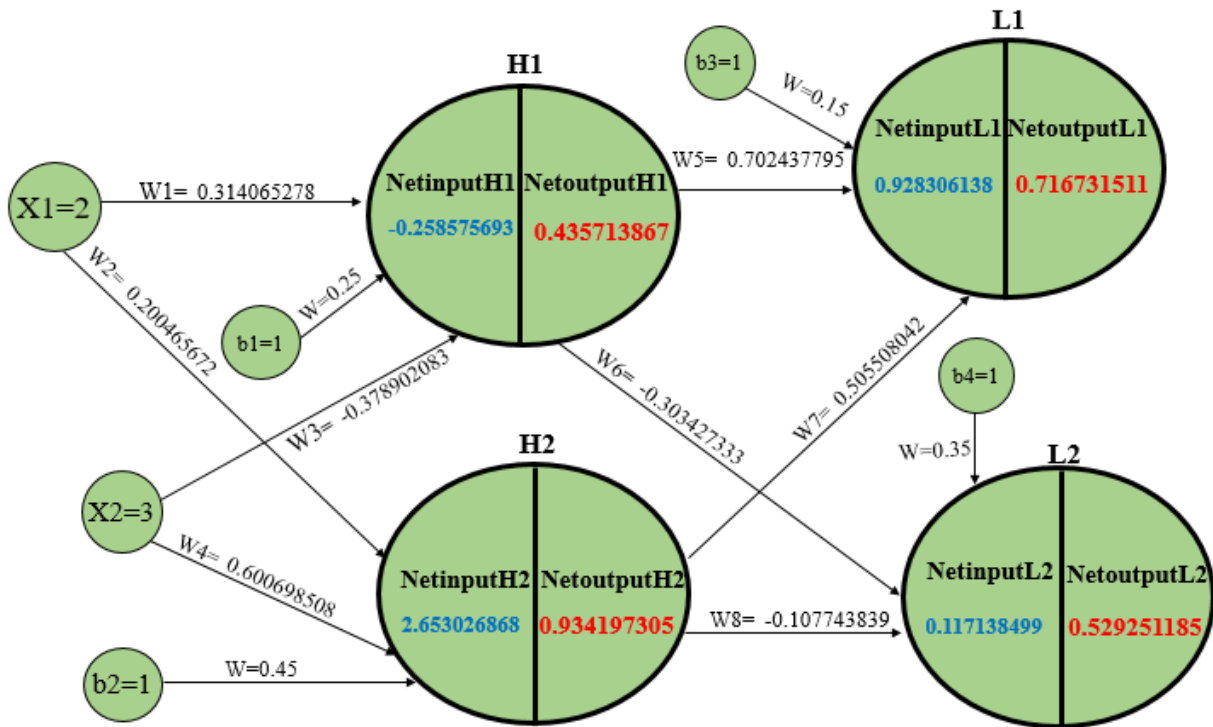 L1
b3=1
H1
W=0.15
NetinputL1 NetoutputL1
W5= 0.702437795
0.928306138 0.716731511
NetinputH1 NetoutputH1
W1= 0.314065278
X1=2
-0.258575693 0.435713867
W2= 0.200465672
W=0.25
b1=1
W3= -0.378902083
W6= -0.303427333
W7= 0.505508042
b4=1
H2
W=0.35
L2
X2=3
W4= 0.600698508
NetinputH2 NetoutputH2
NetinputL2 NetoutputL2
2.653026868 0.934197305
W8= -0.107743839
0.117138499 0.529251185
b2=1
W=0.45